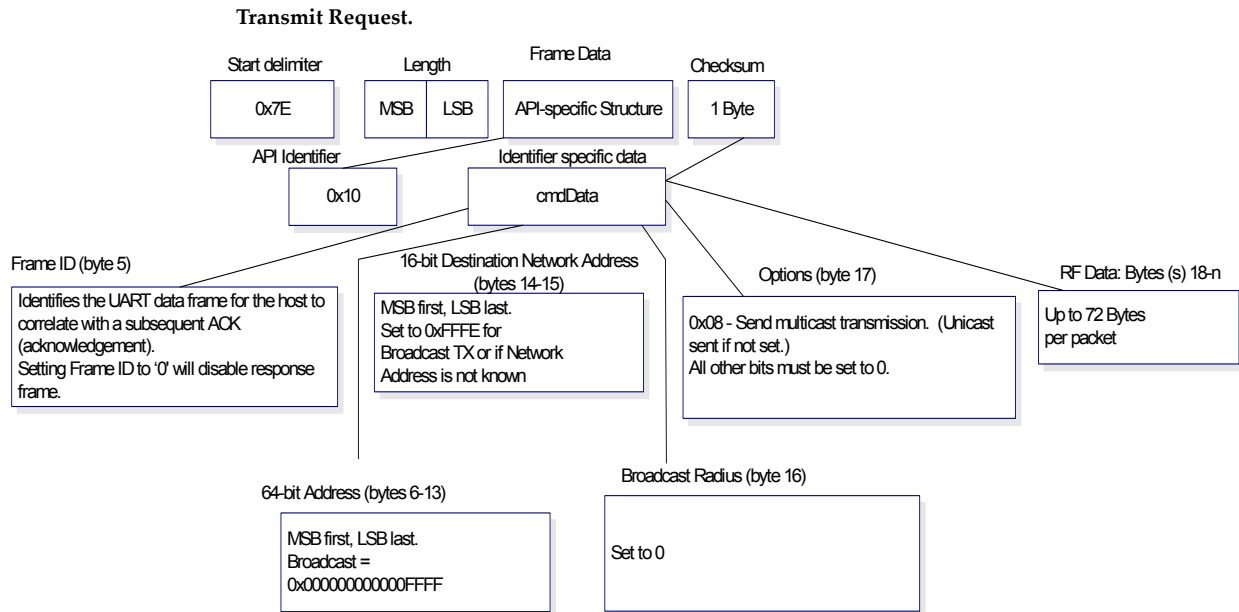 Transmit Request.
Start delimiter
Length
Frame Data
Checksum
0x7E
MSB
LSB
API-specific Structure
1 Byte
API Identifier
Identifier specific data
0x10
cmdData
Frame ID (byte 5)
Identifies the UART data frame for the host to
correlate with a subsequent ACK
(acknowledgement).
Setting Frame ID to ‘0' will disable response
frame.
16-bit Destination Network Address
(bytes 14-15)
MSB first, LSB last.
Set to 0xFFFE for
Broadcast TX or if Network
Address is not known
Options (byte 17)
0x08 - Send multicast transmission. (Unicast
sent if not set.)
All other bits must be set to 0.
RF Data: Bytes (s) 18-n
Up to 72 Bytes
per packet
64-bit Address (bytes 6-13)
MSB first, LSB last.
Broadcast =
0x000000000000FFFF
Broadcast Radius (byte 16)
Set to 0